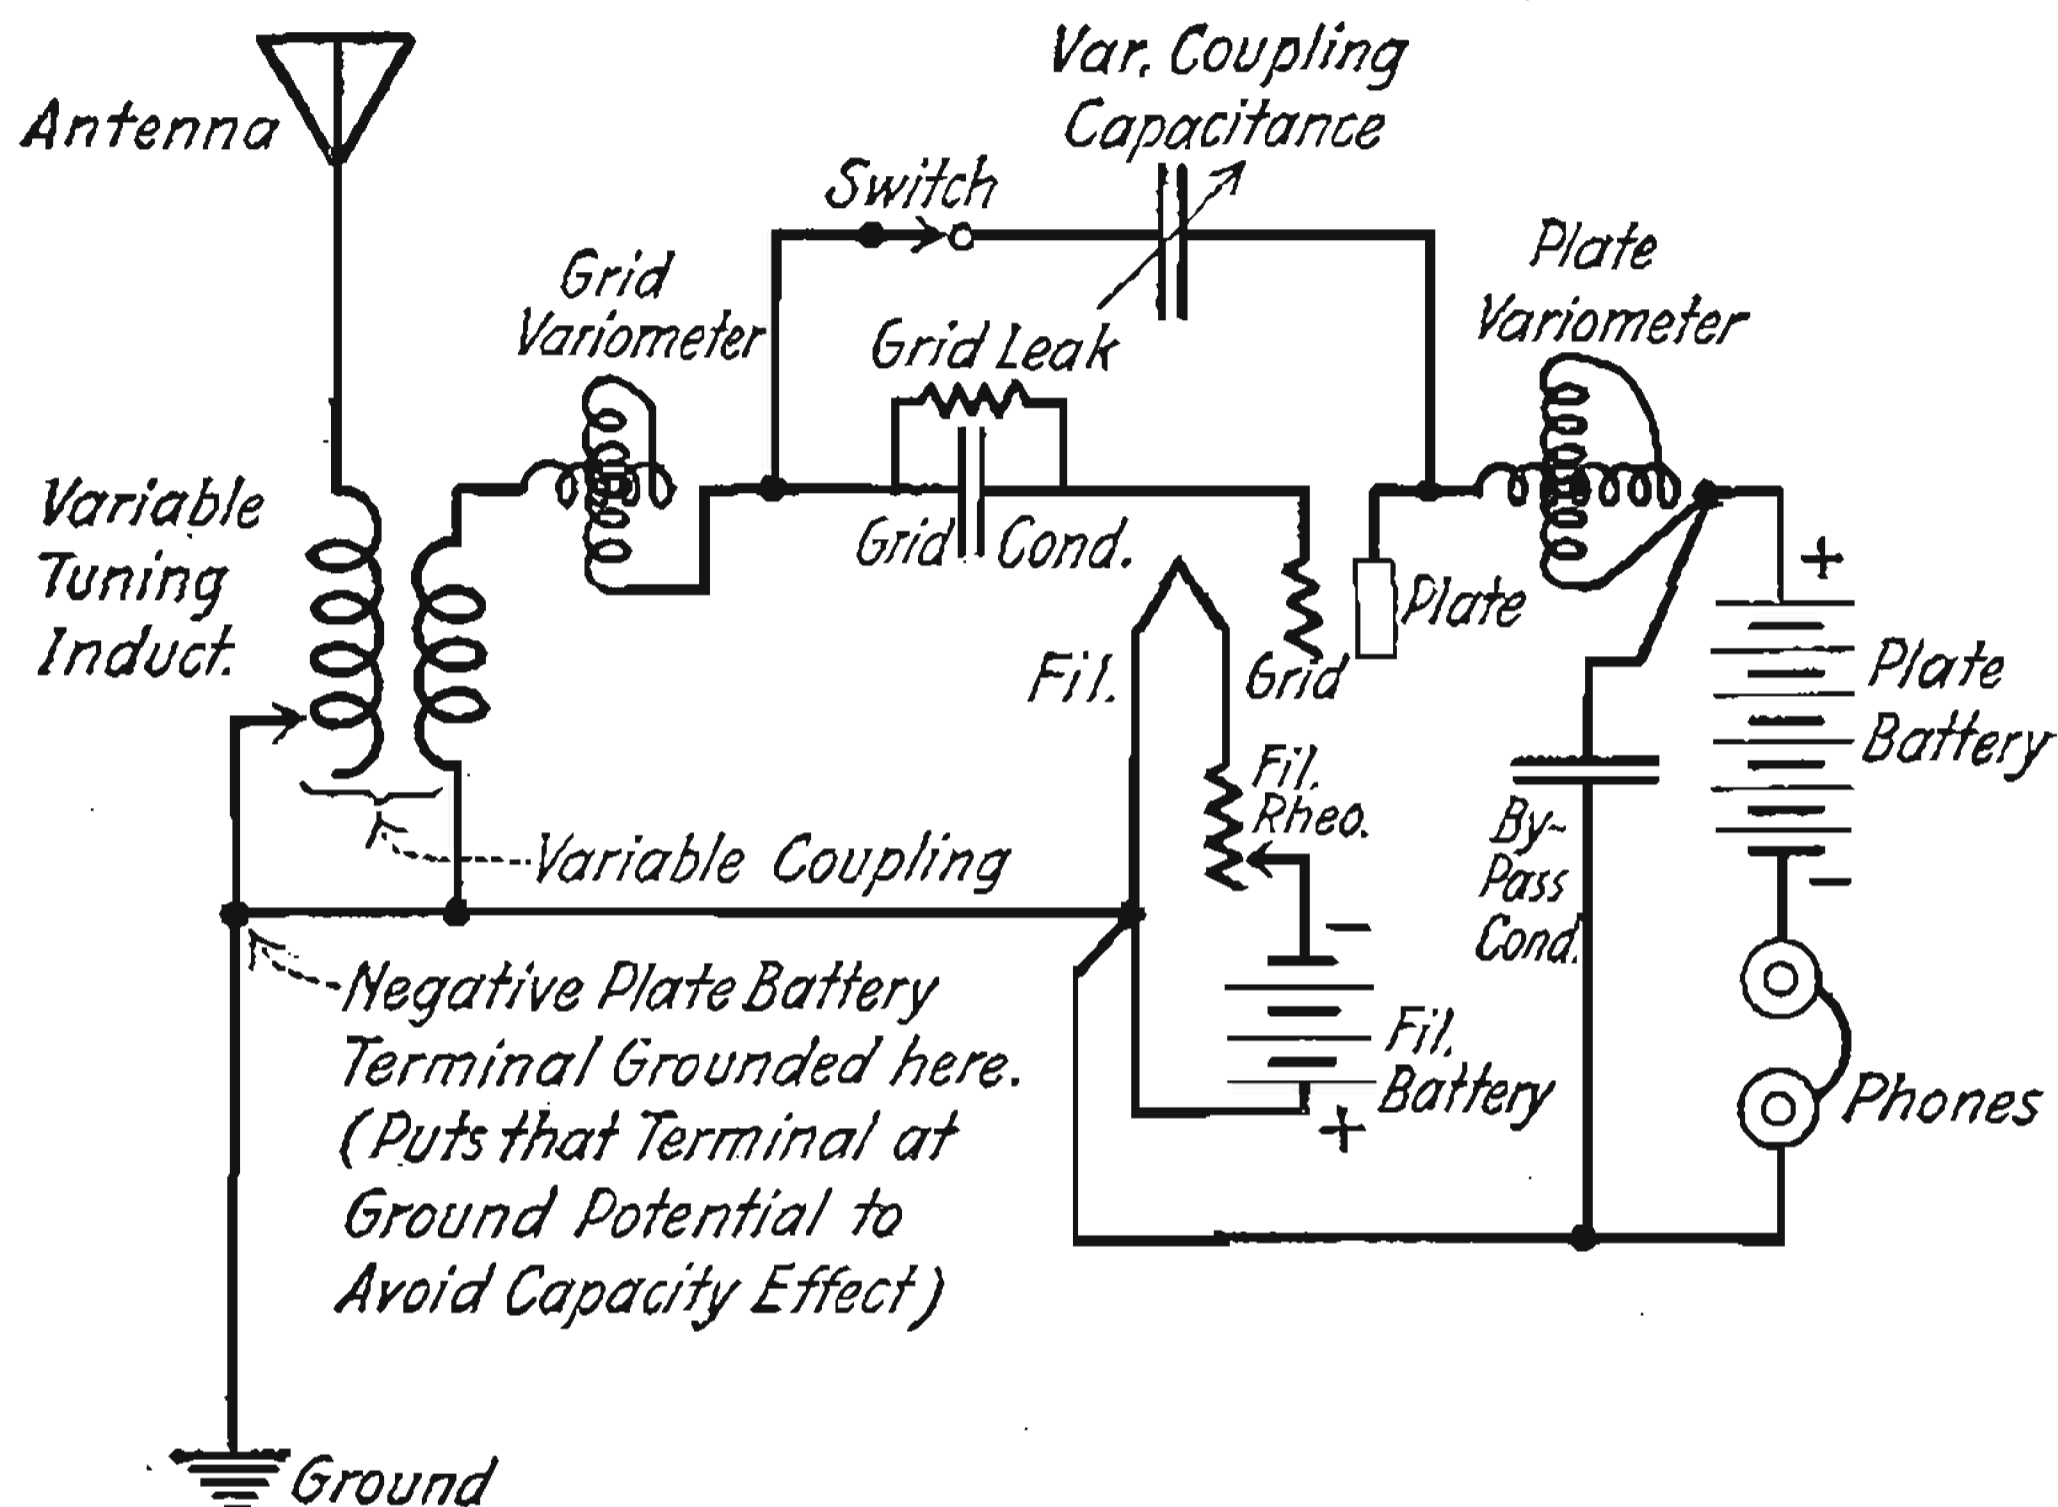 Var. Coupling
Capacitance
Antenna
Switch
Grid
Variometer
Plate
Variometer
Grid Leak
Variable
Tuning
Induct.
Grid Cond.
+
Plate
Fil.
Grid
Plate
Battery
Fil.
Rheo.
By-
Pass
Cond.
Variable Coupling
−
−
Negative Plate Battery
Terminal Grounded here.
(Puts that Terminal at
Ground Potential to
Avoid Capacity Effect)
Fil.
Battery
+
Phones
Ground